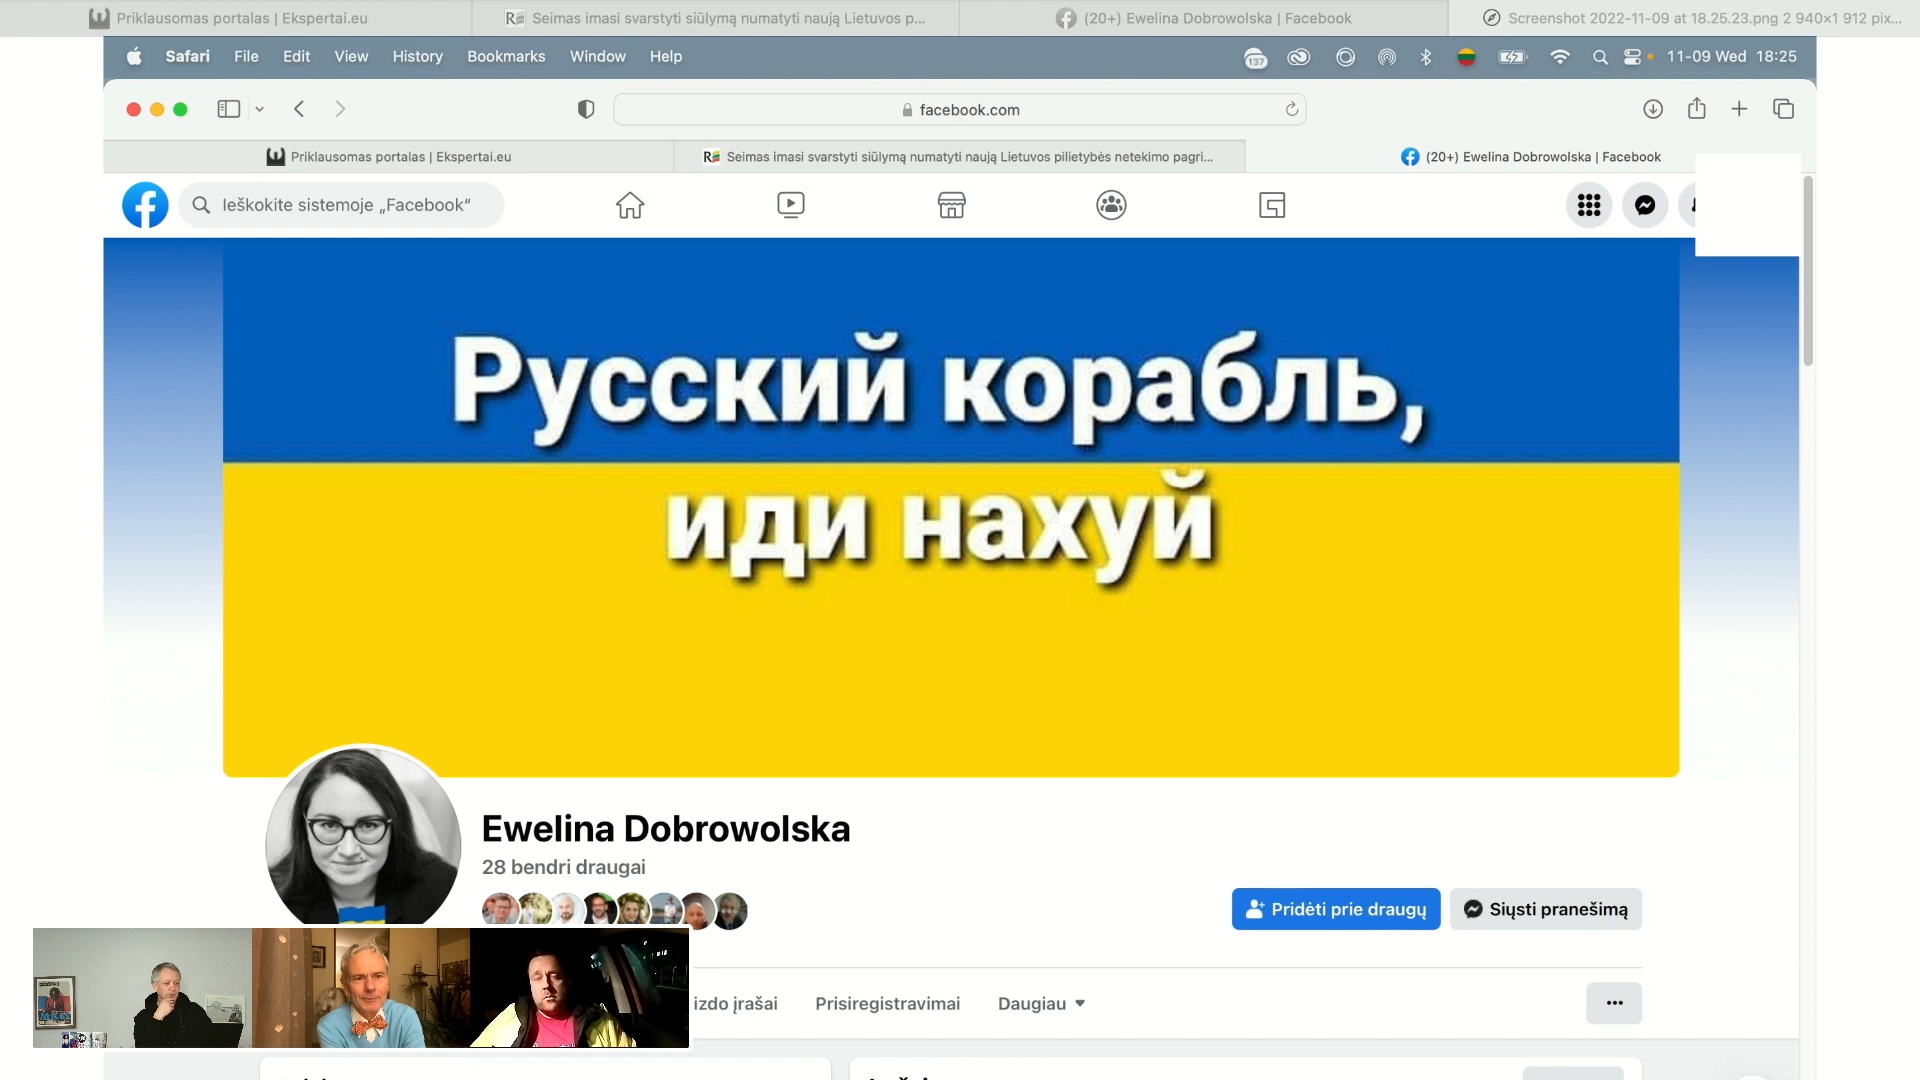 Priklausomas portalas | Ekspertai.eu
Seimas imasi svarstyti siūlymą numatyti naują Lietuvos p...
(20+) Ewelina Dobrowolska | Facebook
Screenshot 2022-11-09 at 18.25.23.png 2 940×1 912 pix...
Safari File Edit View History Bookmarks Window Help
137
11-09 Wed 18:25
facebook.com
Priklausomas portalas | Ekspertai.eu
Seimas imasi svarstyti siūlymą numatyti naują Lietuvos pilietybės netekimo pagri...
(20+) Ewelina Dobrowolska | Facebook
Ieškokite sistemoje „Facebook“
Русский корабль,
иди нахуй
Ewelina Dobrowolska
28 bendri draugai
Pridėti prie draugų
Siųsti pranešimą
izdo įrašai
Prisiregistravimai
Daugiau